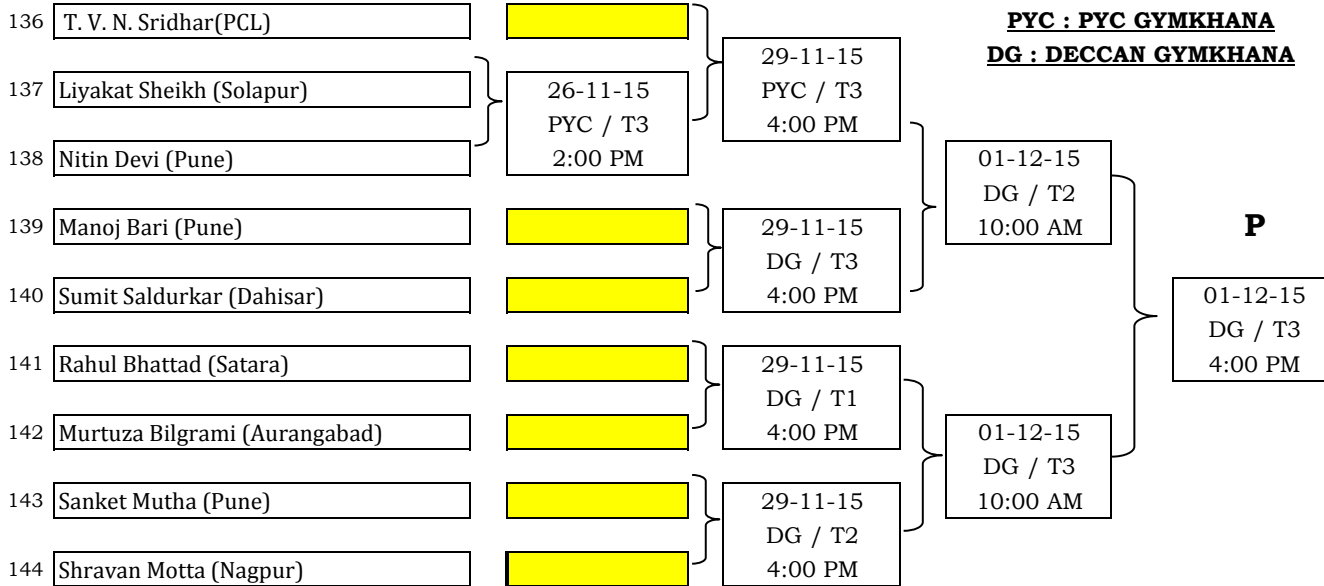 136 T. V. N. Sridhar(PCL)
PYC : PYC GYMKHANA
DG : DECCAN GYMKHANA
29-11-15
PYC / T3
4:00 PM
137 Liyakat Sheikh (Solapur)
26-11-15
PYC / T3
2:00 PM
138 Nitin Devi (Pune)
01-12-15
DG / T2
10:00 AM
139 Manoj Bari (Pune)
29-11-15
DG / T3
4:00 PM
P
140 Sumit Saldurkar (Dahisar)
01-12-15
DG / T3
4:00 PM
141 Rahul Bhattad (Satara)
29-11-15
DG / T1
4:00 PM
142 Murtuza Bilgrami (Aurangabad)
01-12-15
DG / T3
10:00 AM
143 Sanket Mutha (Pune)
29-11-15
DG / T2
4:00 PM
144 Shravan Motta (Nagpur)